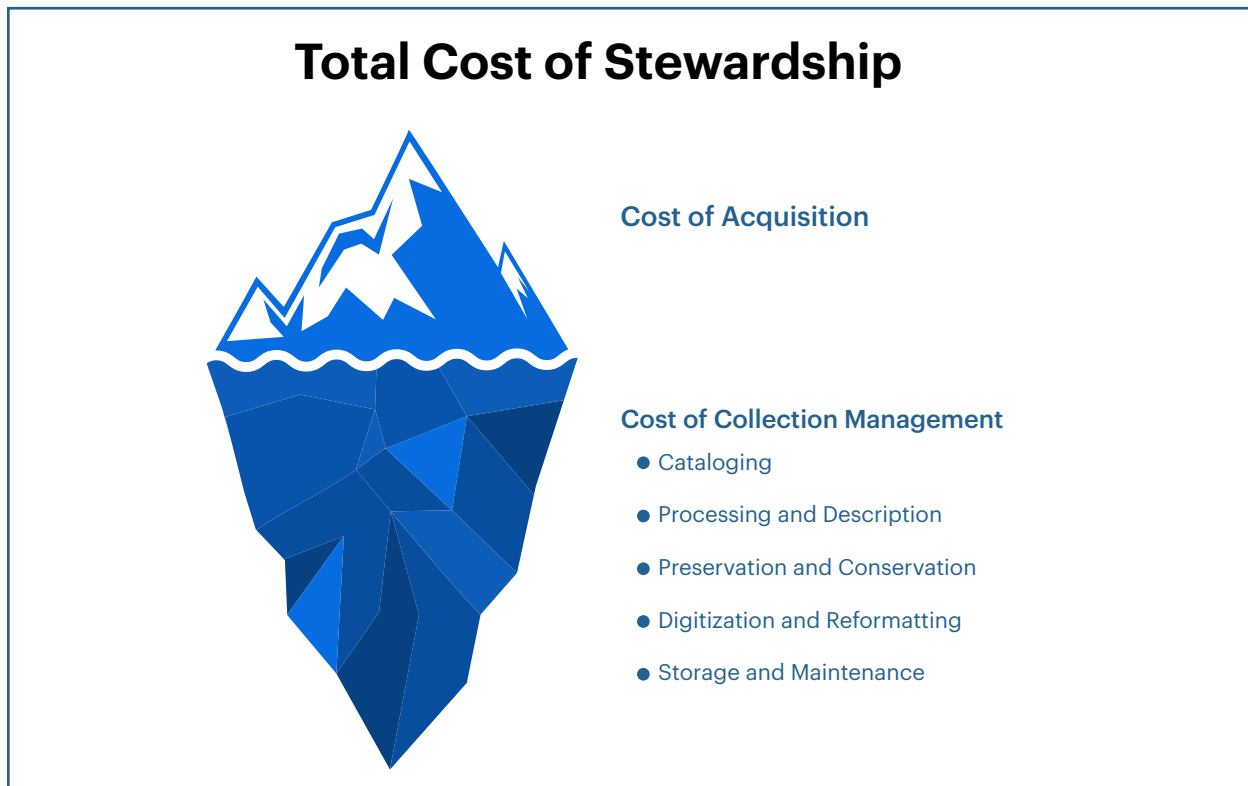 Total Cost of Stewardship
Cost of Acquisition
Cost of Collection Management
● Cataloging
● Processing and Description
● Preservation and Conservation
● Digitization and Reformatting
● Storage and Maintenance